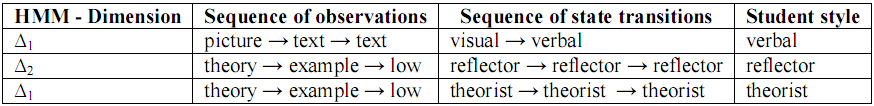 HMM - Dimension Sequence of observations Sequence of state transitions Student style
Δ1 picture → text → text visual → verbal verbal
Δ2 theory → example → low reflector → reflector → reflector reflector
Δ1 theory → example → low theorist → theorist → theorist theorist